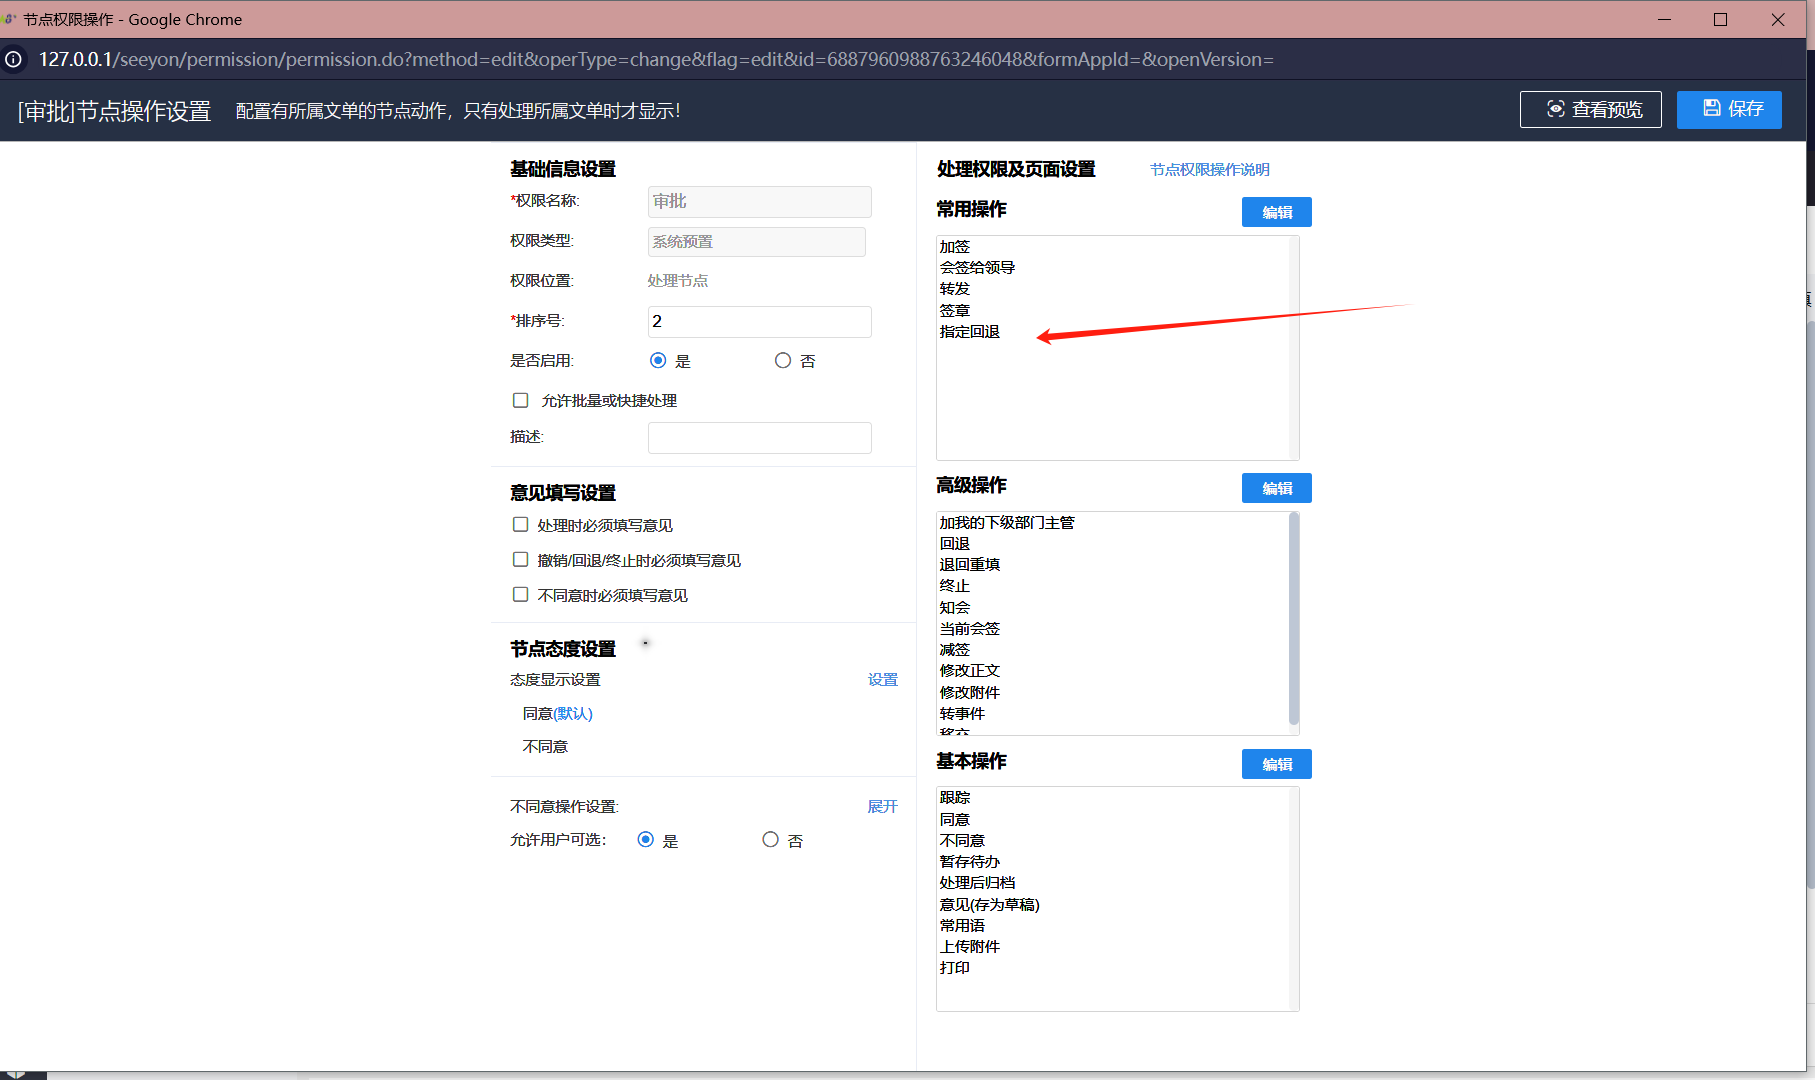 节点权限操作 - Google Chrome
127.0.0.1/seeyon/permission/permission.do?method=edit&operType=change&flag=edit&id=6887960988763246048&formAppId=&openVersion=
[审批]节点操作设置 配置有所属文单的节点动作，只有处理所属文单时才显示！ 查看预览 保存
基础信息设置
*权限名称: 审批
权限类型: 系统预置
权限位置: 处理节点
*排序号: 2
是否启用: 是 否
允许批量或快捷处理
描述:
意见填写设置
处理时必须填写意见
撤销/回退/终止时必须填写意见
不同意时必须填写意见
节点态度设置
态度显示设置 设置
同意(默认)
不同意
不同意操作设置: 展开
允许用户可选： 是 否
处理权限及页面设置 节点权限操作说明
常用操作 编辑
加签
会签给领导
转发
签章
指定回退
高级操作 编辑
加我的下级部门主管
回退
退回重填
终止
知会
当前会签
减签
修改正文
修改附件
转事件
移交
基本操作 编辑
跟踪
同意
不同意
暂存待办
处理后归档
意见(存为草稿)
常用语
上传附件
打印